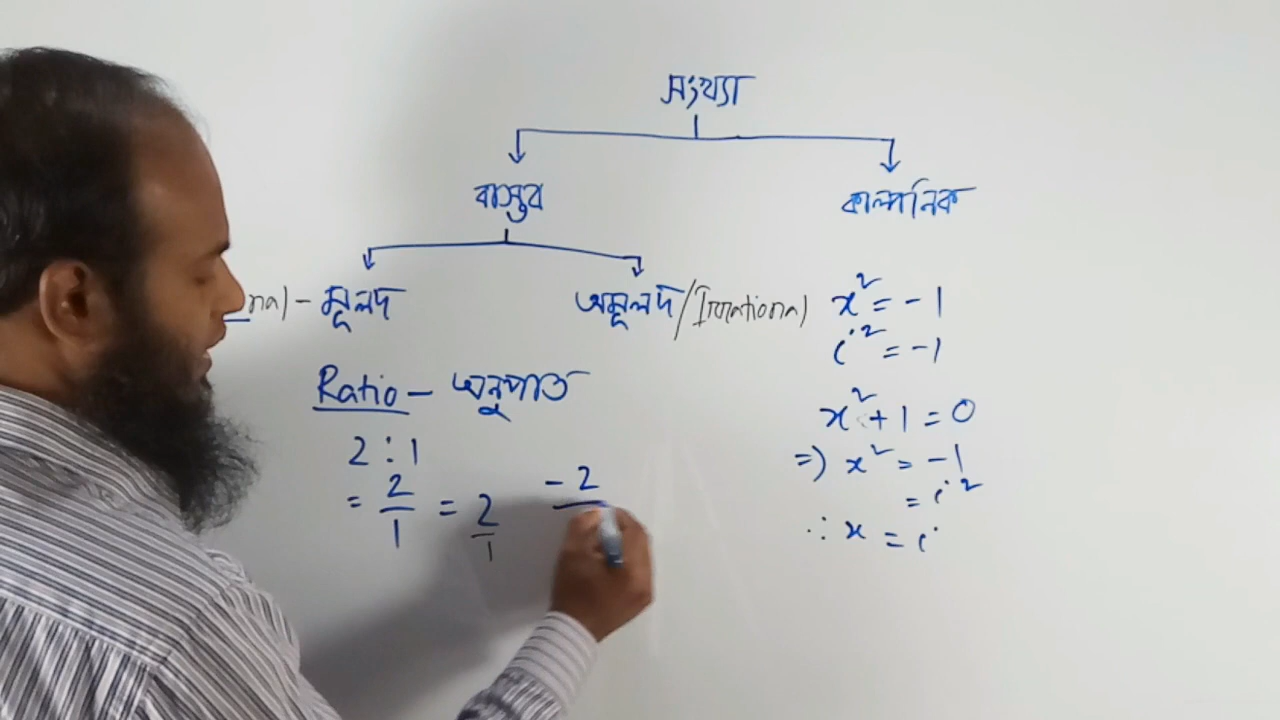 সংখ্যা
বাস্তব
কাল্পনিক
nal) - মূলদ
অমূলদ/Irrational)
Ratio - অনুপাত
2 : 1
= 2/1 = 2/1
-2
x² = -1
i² = -1
x² + 1 = 0
=) x² = -1
= i²
∴ x = i